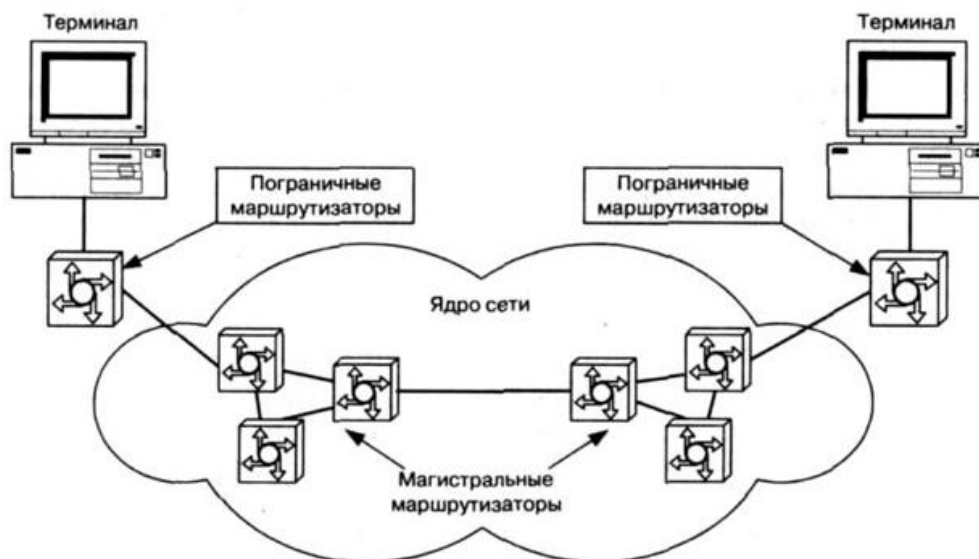 Терминал
Терминал
Пограничные
маршрутизаторы
Пограничные
маршрутизаторы
Ядро сети
Магистральные
маршрутизаторы